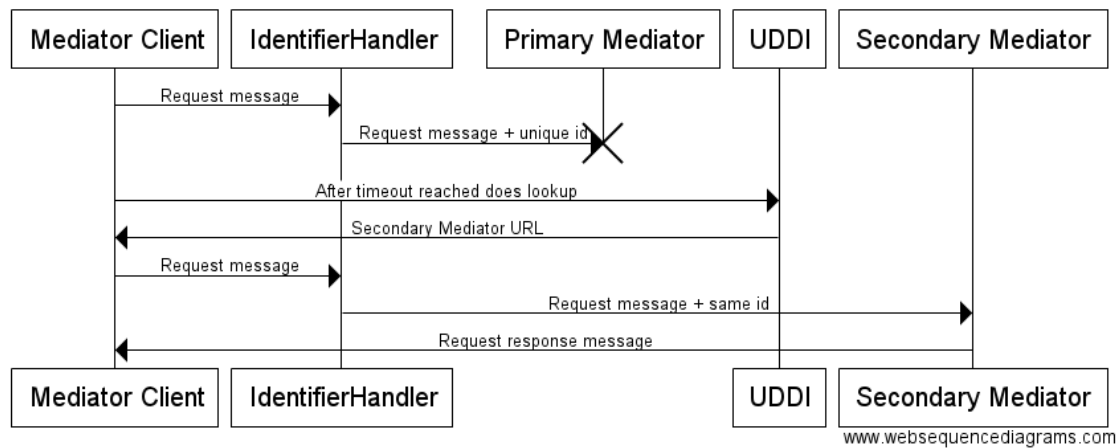 Mediator Client
IdentifierHandler
Primary Mediator
UDDI
Secondary Mediator
Request message
Request message + unique id
After timeout reached does lookup
Secondary Mediator URL
Request message
Request message + same id
Request response message
Mediator Client
IdentifierHandler
UDDI
Secondary Mediator
www.websequencediagrams.com